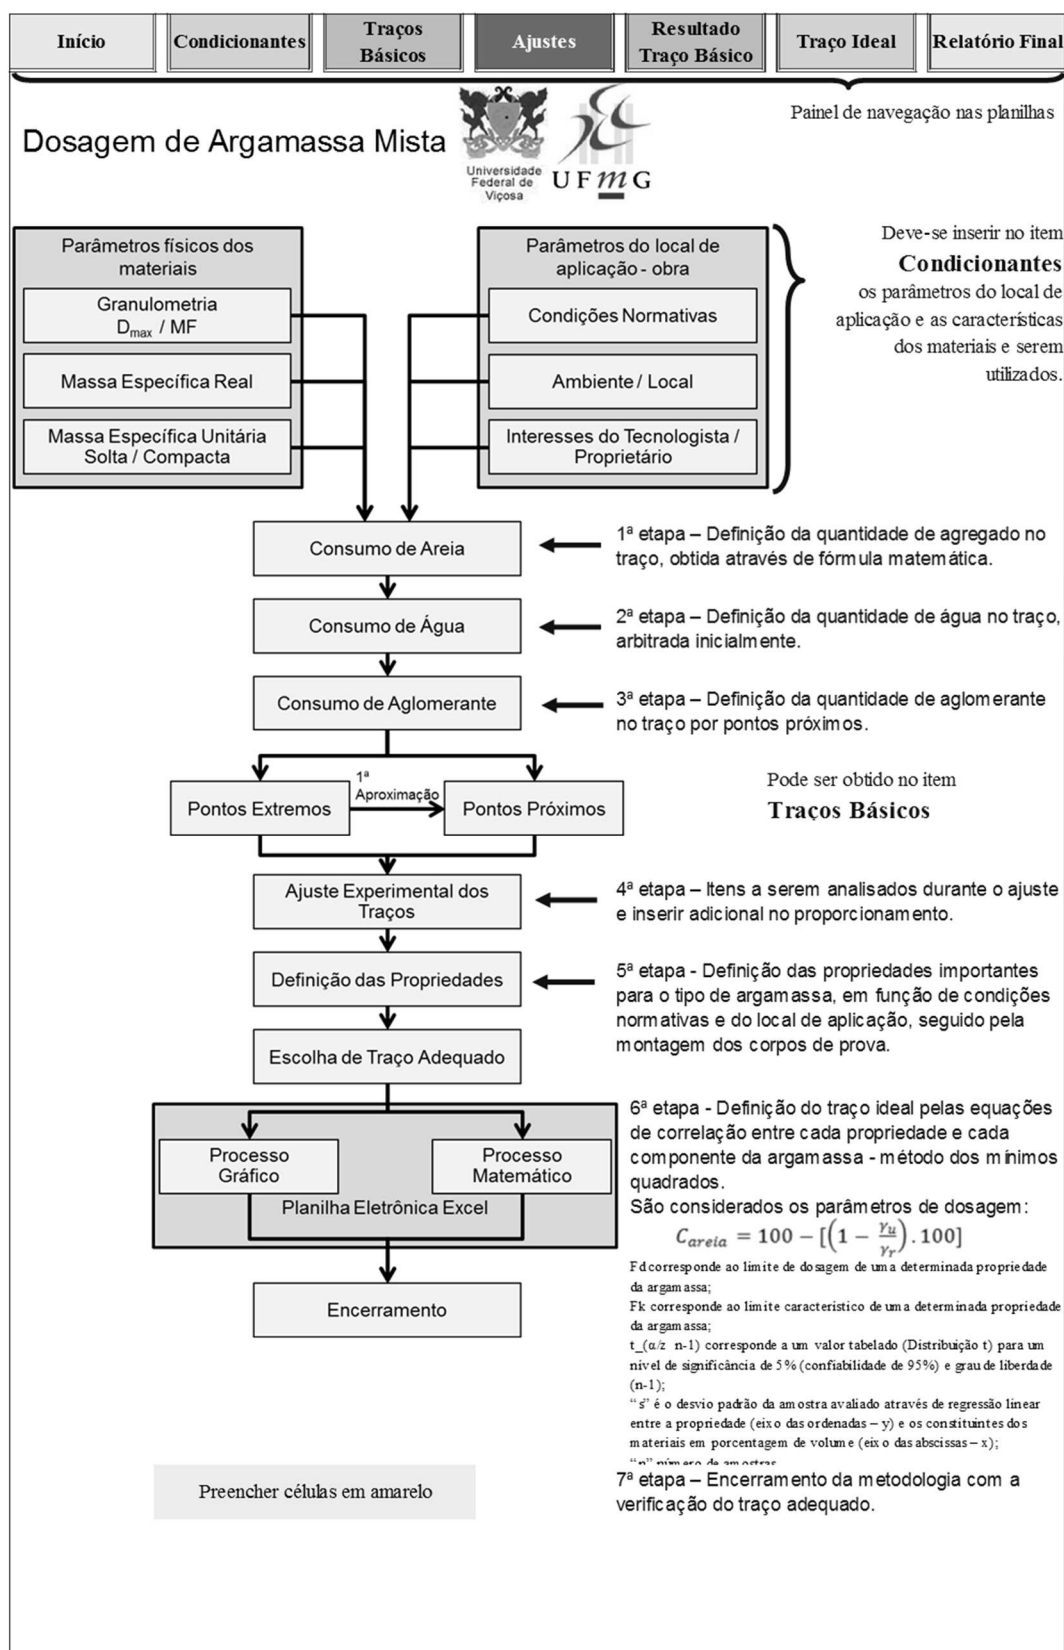 Início
Condicionantes
Traços
Básicos
Ajustes
Resultado
Traço Básico
Traço Ideal
Relatório Final
Painel de navegação nas planilhas
Dosagem de Argamassa Mista
Universidade
Federal de
Viçosa
UFmG
Parâmetros físicos dos
materiais
Granulometria
Dmax / MF
Massa Específica Real
Massa Específica Unitária
Solta / Compacta
Parâmetros do local de
aplicação - obra
Condições Normativas
Ambiente / Local
Interesses do Tecnologista /
Proprietário
Deve-se inserir no item
Condicionantes
os parâmetros do local de
aplicação e as características
dos materiais e serem
utilizados.
Consumo de Areia
1ª etapa – Definição da quantidade de agregado no
traço, obtida através de fórmula matemática.
Consumo de Água
2ª etapa – Definição da quantidade de água no traço,
arbitrada inicialmente.
Consumo de Aglomerante
3ª etapa – Definição da quantidade de aglomerante
no traço por pontos próximos.
Pontos Extremos
1ª
Aproximação
Pontos Próximos
Pode ser obtido no item
Traços Básicos
Ajuste Experimental dos
Traços
4ª etapa – Itens a serem analisados durante o ajuste
e inserir adicional no proporcionamento.
Definição das Propriedades
5ª etapa - Definição das propriedades importantes
para o tipo de argamassa, em função de condições
normativas e do local de aplicação, seguido pela
montagem dos corpos de prova.
Escolha de Traço Adequado
Processo
Gráfico
Processo
Matemático
Planilha Eletrônica Excel
6ª etapa - Definição do traço ideal pelas equações
de correlação entre cada propriedade e cada
componente da argamassa - método dos mínimos
quadrados.
São considerados os parâmetros de dosagem:
C_areia = 100 − [(1 − γu/γr) . 100]
Fd corresponde ao limite de dosagem de uma determinada propriedade
da argamassa;
Fk corresponde ao limite característico de uma determinada propriedade
da argamassa;
t_(α/z n-1) corresponde a um valor tabelado (Distribuição t) para um
nível de significância de 5% (confiabilidade de 95%) e grau de liberdade
(n-1);
“s” é o desvio padrão da amostra avaliado através de regressão linear
entre a propriedade (eixo das ordenadas – y) e os constituintes dos
materiais em porcentagem de volume (eixo das abscissas – x);
“n” número de amostras
Encerramento
7ª etapa – Encerramento da metodologia com a
verificação do traço adequado.
Preencher células em amarelo